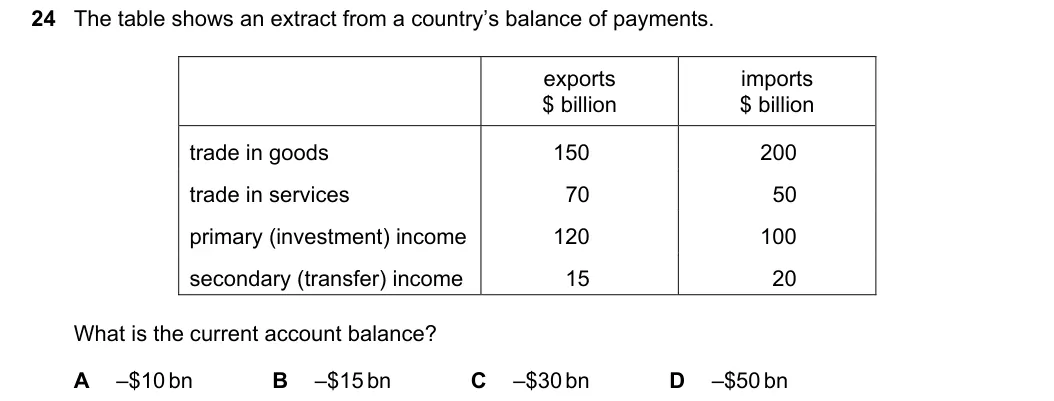 24 The table shows an extract from a country’s balance of payments.
exports
$ billion
imports
$ billion
trade in goods 150 200
trade in services 70 50
primary (investment) income 120 100
secondary (transfer) income 15 20
What is the current account balance?
A –$10 bn B –$15 bn C –$30 bn D –$50 bn